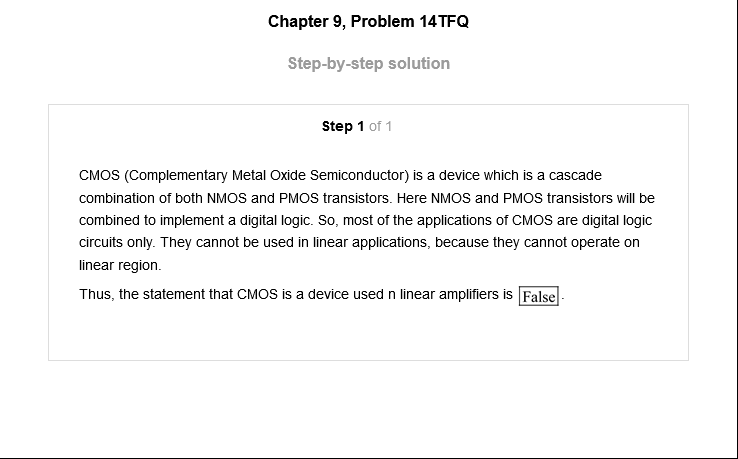 Chapter 9, Problem 14TFQ
Step-by-step solution
Step 1 of 1
CMOS (Complementary Metal Oxide Semiconductor) is a device which is a cascade
combination of both NMOS and PMOS transistors. Here NMOS and PMOS transistors will be
combined to implement a digital logic. So, most of the applications of CMOS are digital logic
circuits only. They cannot be used in linear applications, because they cannot operate on
linear region.
Thus, the statement that CMOS is a device used n linear amplifiers is False.